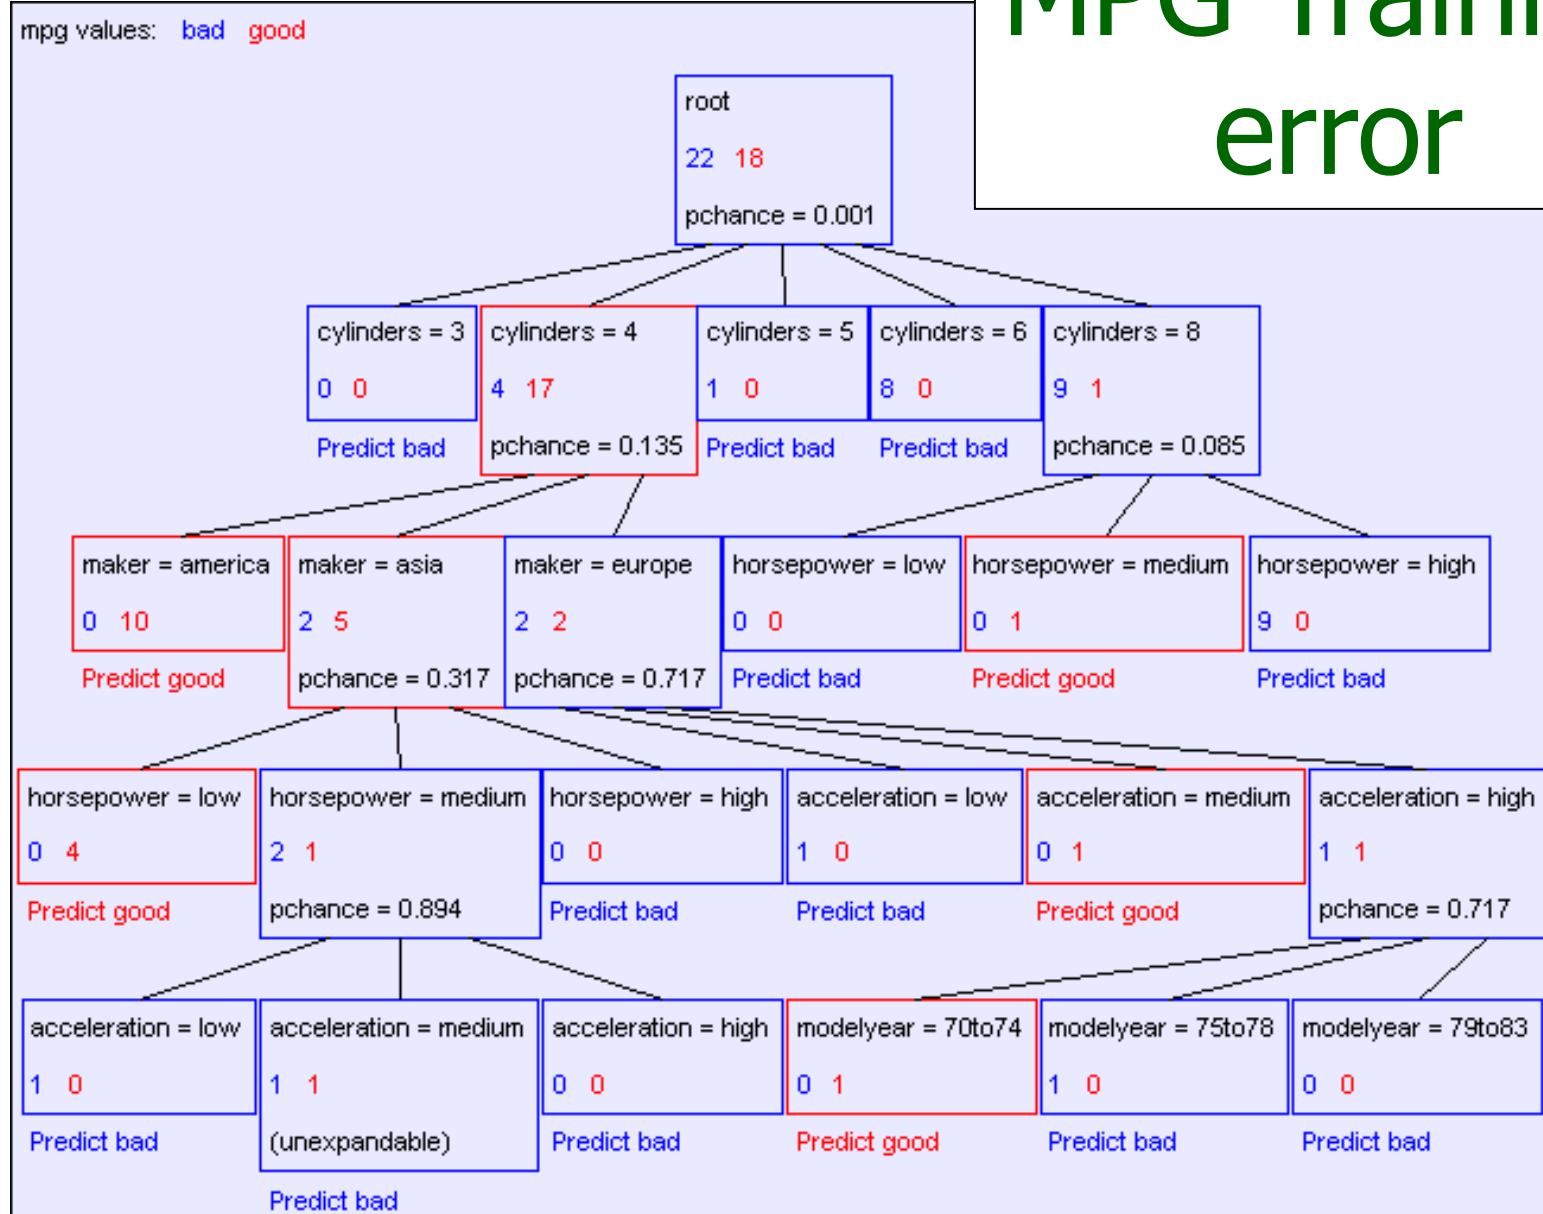 MPG Training
error
mpg values: bad good
root
22 18
pchance = 0.001
cylinders = 3
0 0
Predict bad
cylinders = 4
4 17
pchance = 0.135
cylinders = 5
1 0
Predict bad
cylinders = 6
8 0
Predict bad
cylinders = 8
9 1
pchance = 0.085
maker = america
0 10
Predict good
maker = asia
2 5
pchance = 0.317
maker = europe
2 2
pchance = 0.717
horsepower = low
0 0
Predict bad
horsepower = medium
0 1
Predict good
horsepower = high
9 0
Predict bad
horsepower = low
0 4
Predict good
horsepower = medium
2 1
pchance = 0.894
horsepower = high
0 0
Predict bad
acceleration = low
1 0
Predict bad
acceleration = medium
0 1
Predict good
acceleration = high
1 1
pchance = 0.717
acceleration = low
1 0
Predict bad
acceleration = medium
1 1
(unexpandable)
Predict bad
acceleration = high
0 0
Predict bad
modelyear = 70to74
0 1
Predict good
modelyear = 75to78
1 0
Predict bad
modelyear = 79to83
0 0
Predict bad